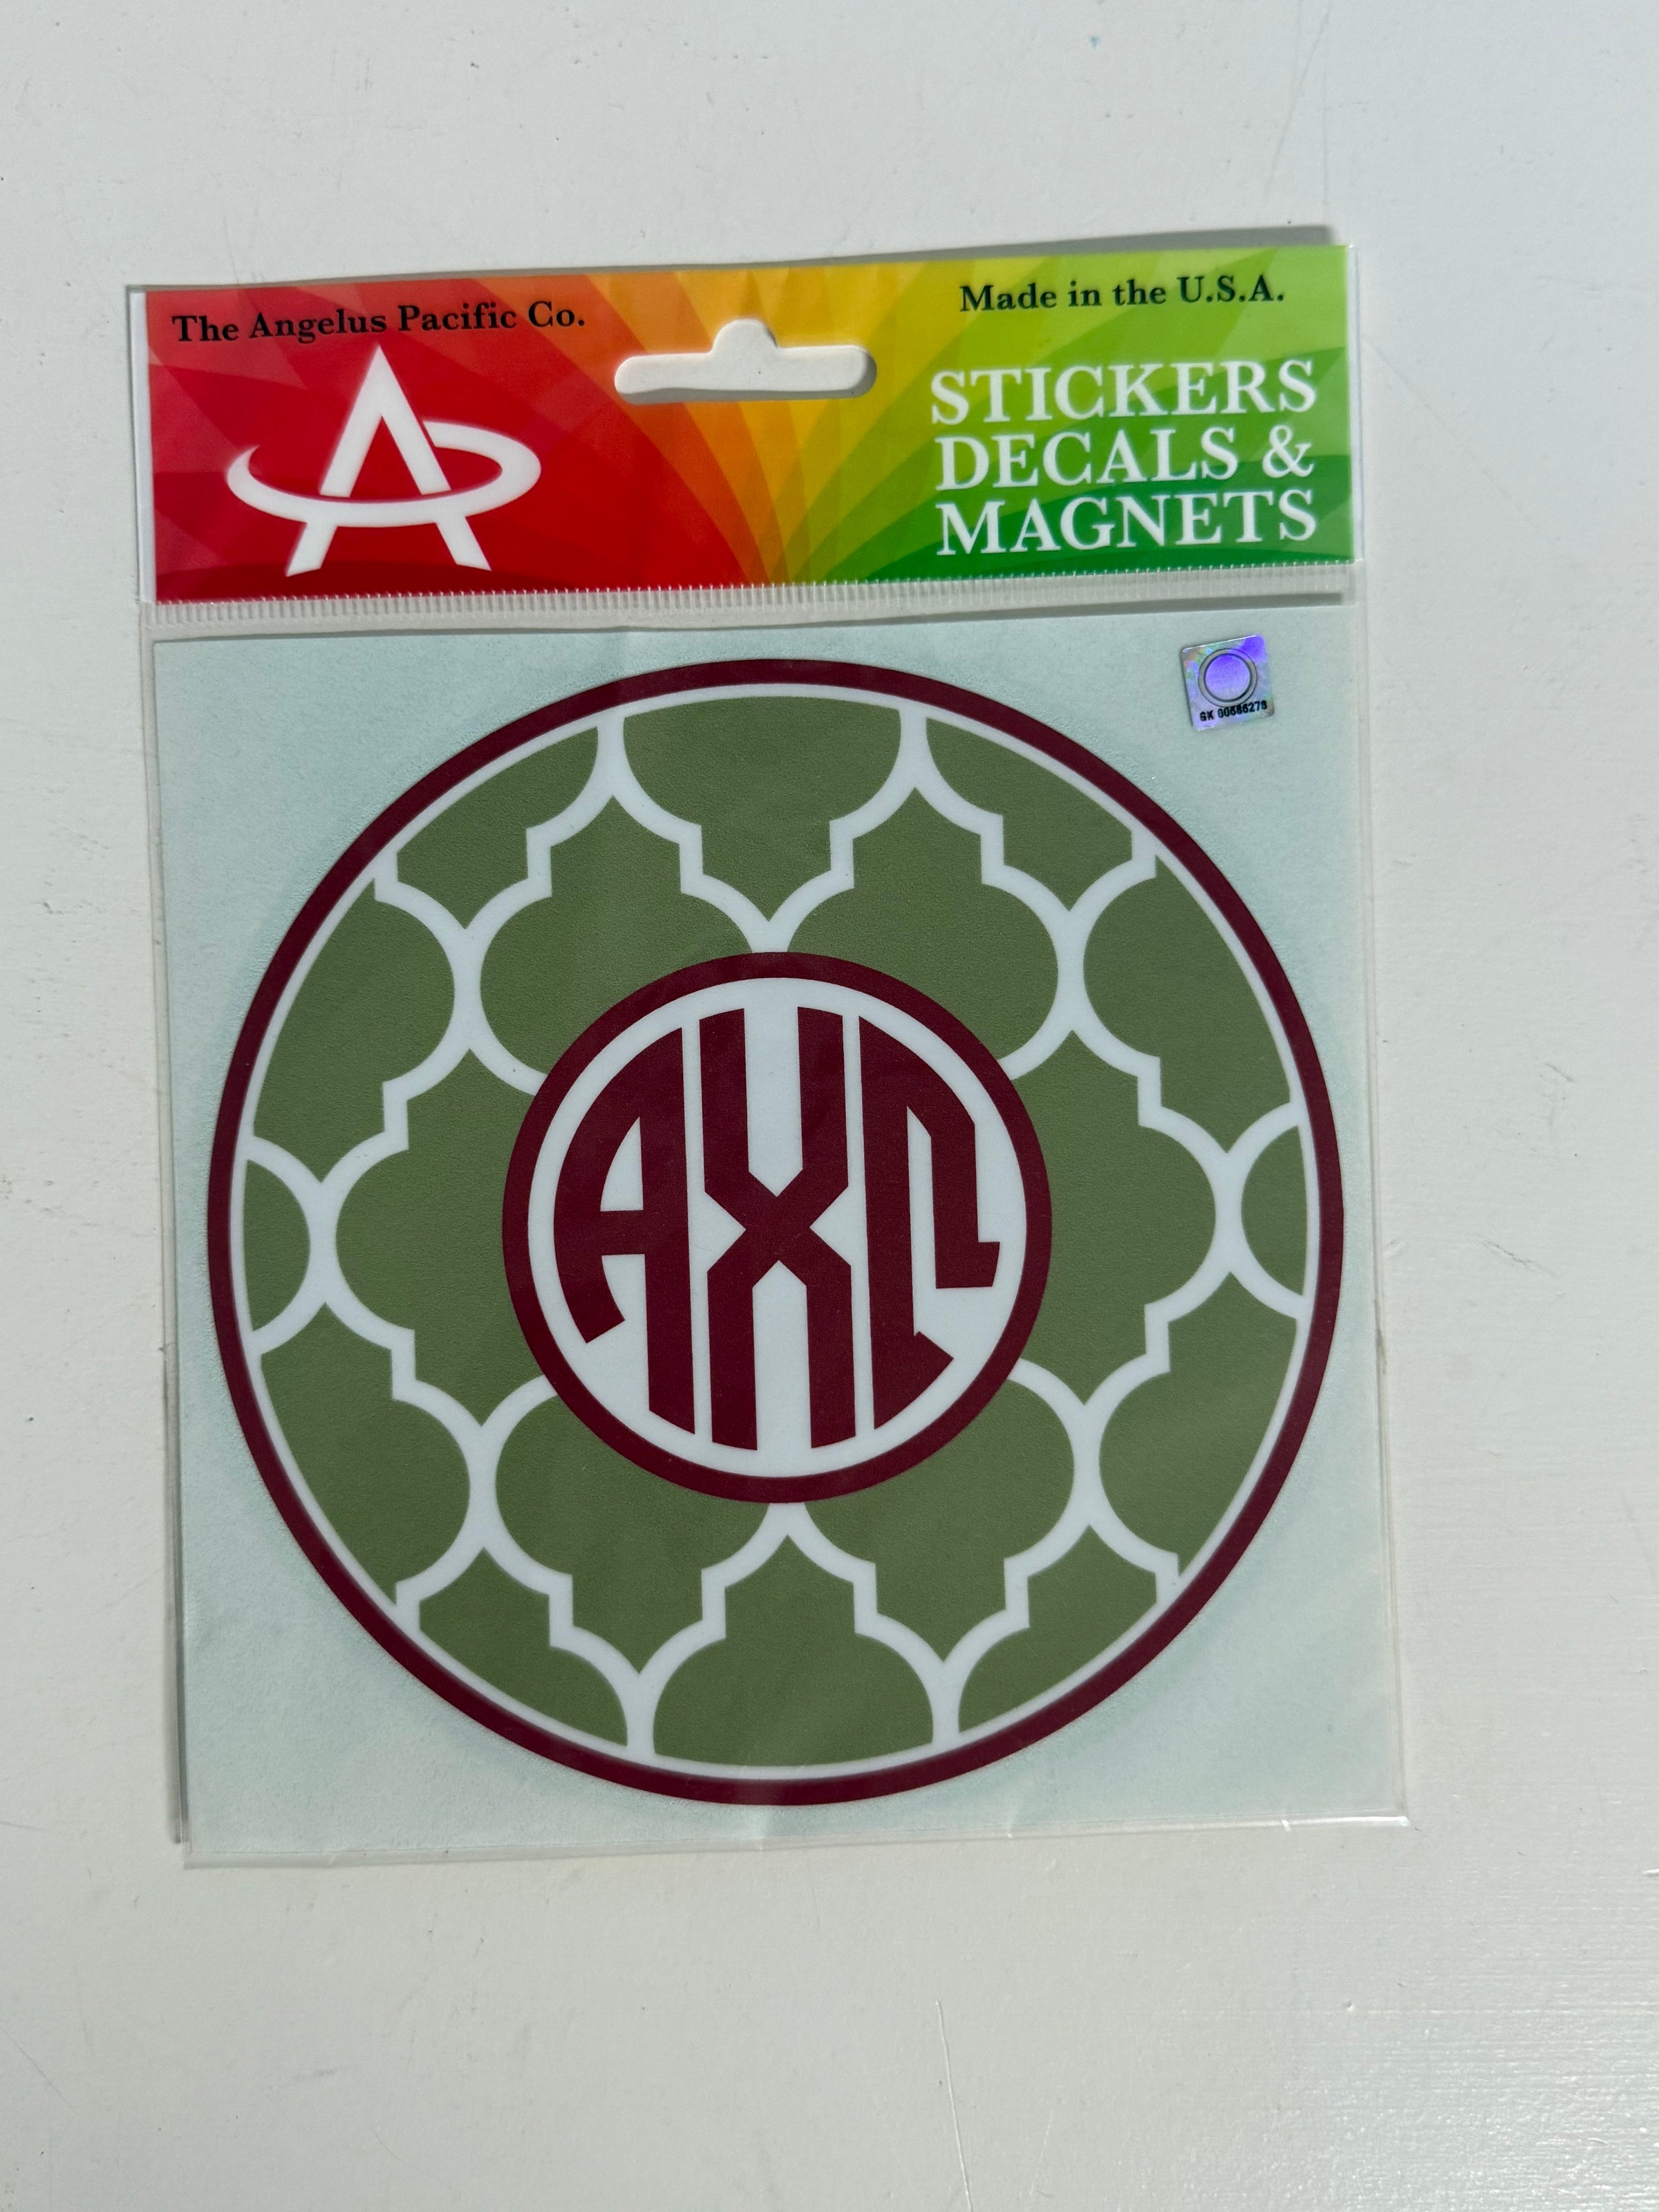 The Angelus Pacific Co.
Made in the U.S.A.
STICKERS
DECALS &
MAGNETS
ΑΧΩ